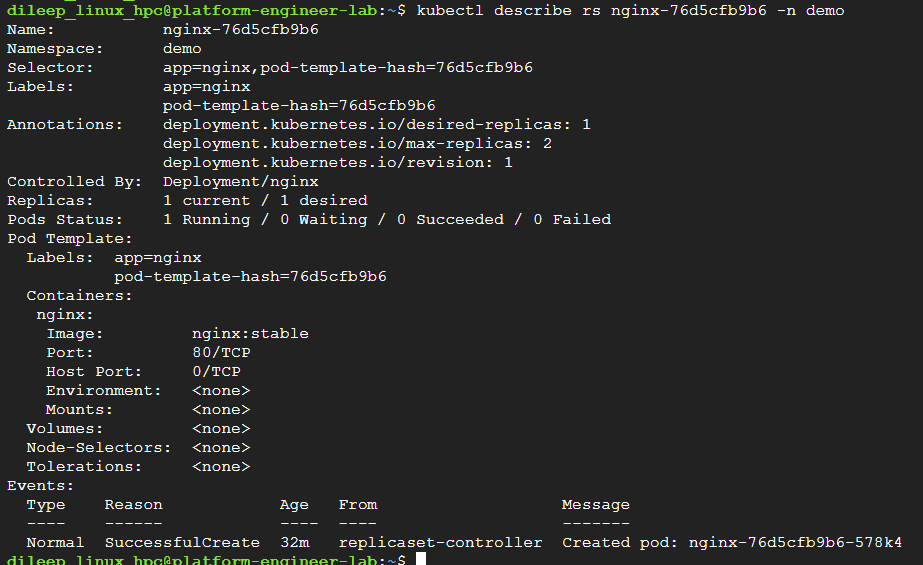 dileep_linux_hpc@platform-engineer-lab:~$ kubectl describe rs nginx-76d5cfb9b6 -n demo
Name:           nginx-76d5cfb9b6
Namespace:      demo
Selector:       app=nginx,pod-template-hash=76d5cfb9b6
Labels:         app=nginx
                pod-template-hash=76d5cfb9b6
Annotations:    deployment.kubernetes.io/desired-replicas: 1
                deployment.kubernetes.io/max-replicas: 2
                deployment.kubernetes.io/revision: 1
Controlled By:  Deployment/nginx
Replicas:       1 current / 1 desired
Pods Status:    1 Running / 0 Waiting / 0 Succeeded / 0 Failed
Pod Template:
  Labels:  app=nginx
           pod-template-hash=76d5cfb9b6
  Containers:
   nginx:
    Image:         nginx:stable
    Port:          80/TCP
    Host Port:     0/TCP
    Environment:   <none>
    Mounts:        <none>
  Volumes:         <none>
  Node-Selectors:  <none>
  Tolerations:     <none>
Events:
  Type    Reason            Age   From                   Message
  ----    ------            ----  ----                   -------
  Normal  SuccessfulCreate  32m   replicaset-controller  Created pod: nginx-76d5cfb9b6-578k4
dileep_linux_hpc@platform-engineer-lab:~$